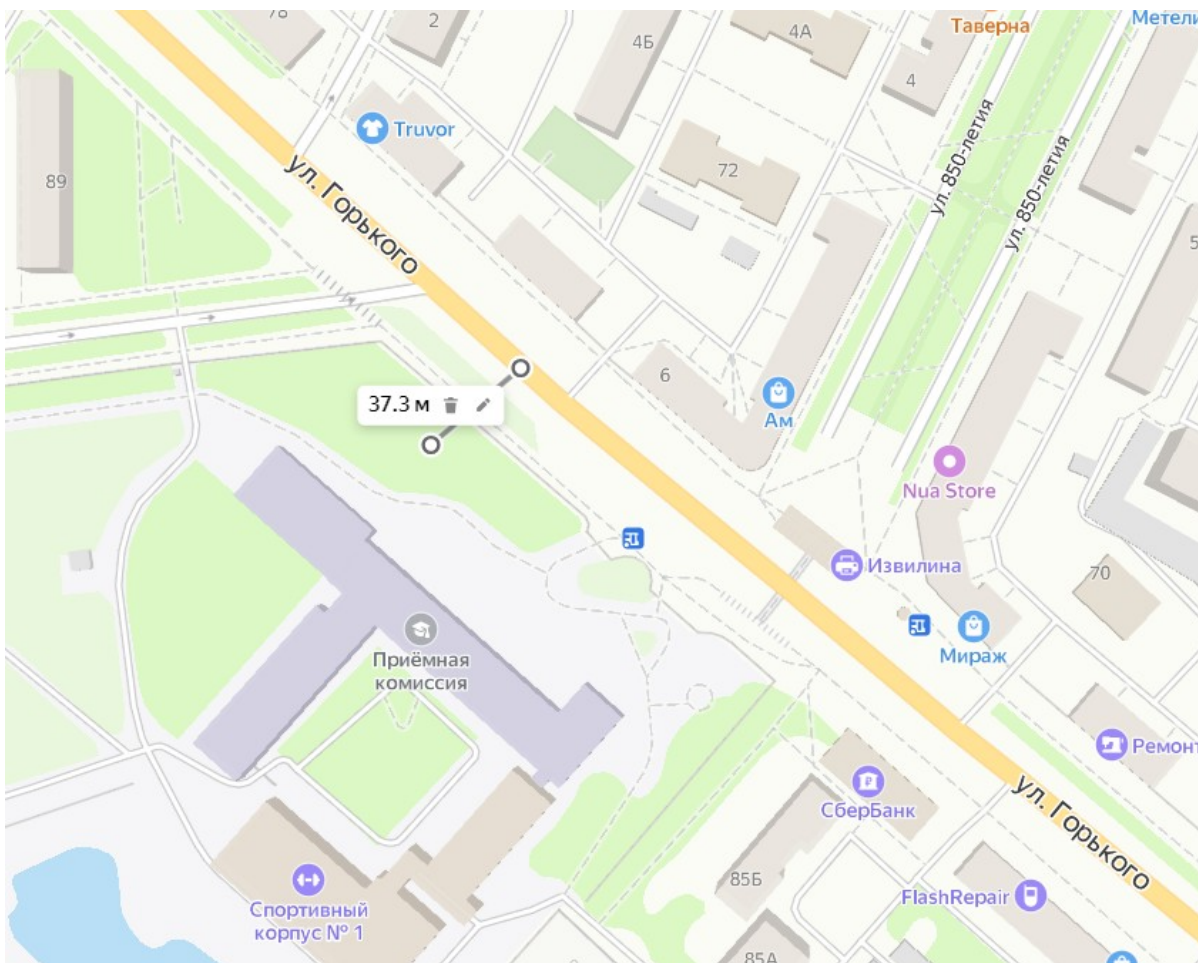 78
2
4Б
4А
4
Таверна
Метели
Truvor
89
72
ул. 850-летия
ул. 850-летия
ул. Горького
5
6
37.3 м
Ам
Nua Store
Извилина
70
Приёмная
комиссия
Мираж
Ремонт
СберБанк
ул. Горького
85Б
FlashRepair
Спортивный
корпус № 1
85А